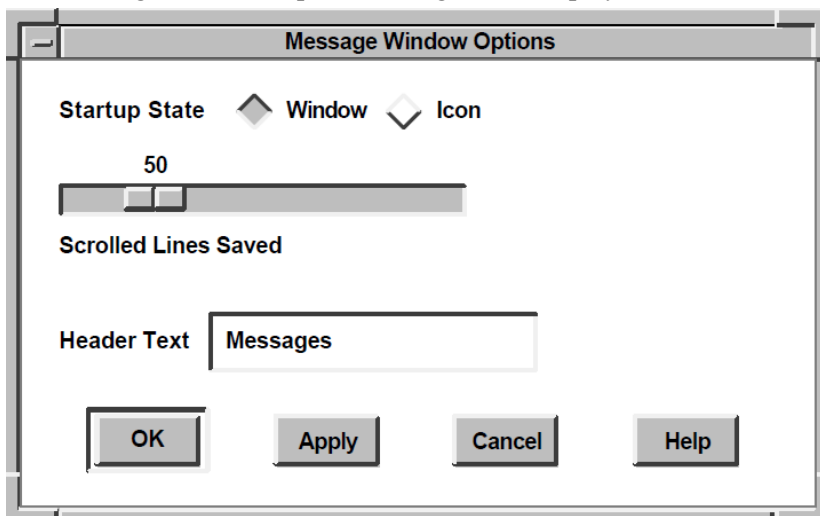 Message Window Options
Startup State Window Icon
50
Scrolled Lines Saved
Header Text Messages
OK Apply Cancel Help